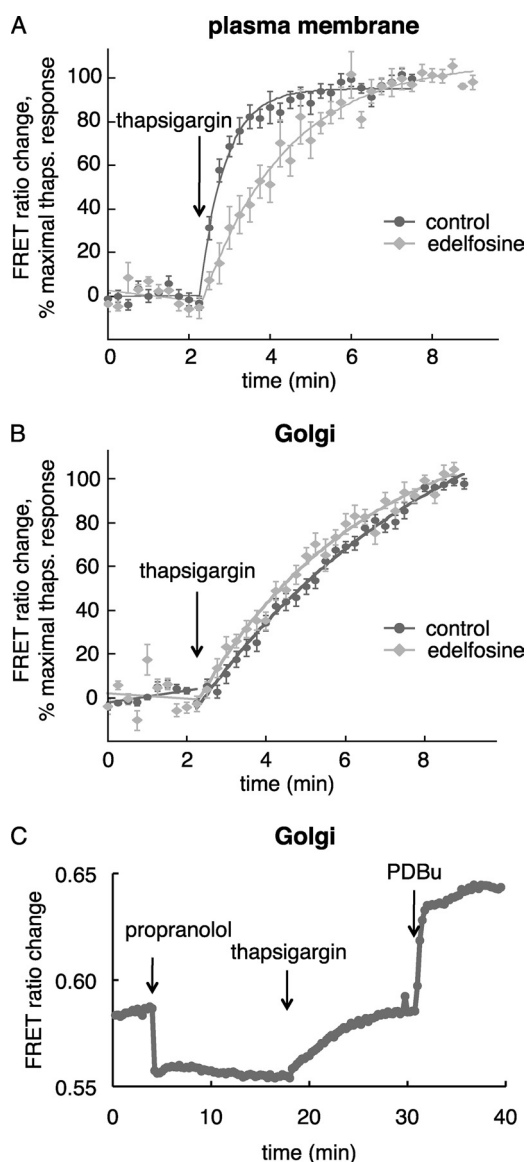 A
plasma membrane
FRET ratio change,
% maximal thaps. response
100
80
60
40
20
0
thapsigargin
control
edelfosine
0
2
4
6
8
time (min)
B
Golgi
FRET ratio change,
% maximal thaps. response
100
80
60
40
20
0
thapsigargin
control
edelfosine
0
2
4
6
8
time (min)
C
Golgi
FRET ratio change
0.65
0.60
0.55
propranolol
thapsigargin
PDBu
0
10
20
30
40
time (min)